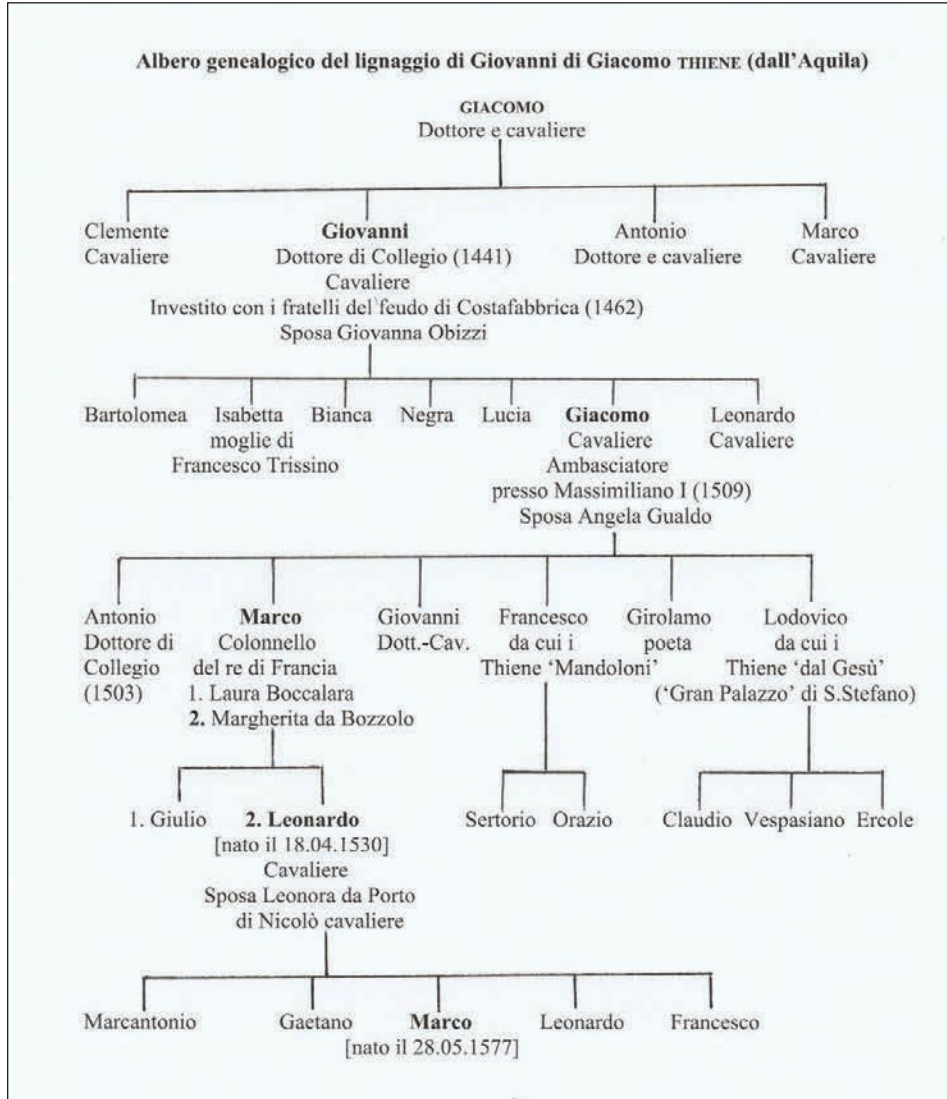 Albero genealogico del lignaggio di Giovanni di Giacomo THIENE (dall'Aquila)
GIACOMO
Dottore e cavaliere
Clemente
Cavaliere
Giovanni
Dottore di Collegio (1441)
Cavaliere
Investito con i fratelli del feudo di Costafabbrica (1462)
Sposa Giovanna Obizzi
Antonio
Dottore e cavaliere
Marco
Cavaliere
Bartolomea
Isabetta
moglie di
Francesco Trissino
Bianca
Negra
Lucia
Giacomo
Cavaliere
Ambasciatore
presso Massimiliano I (1509)
Sposa Angela Gualdo
Leonardo
Cavaliere
Antonio
Dottore di
Collegio
(1503)
Marco
Colonnello
del re di Francia
1. Laura Boccalara
2. Margherita da Bozzolo
Giovanni
Dott.-Cav.
Francesco
da cui i
Thiene 'Mandoloni'
Girolamo
poeta
Lodovico
da cui i
Thiene 'dal Gesù'
('Gran Palazzo' di S.Stefano)
1. Giulio
2. Leonardo
[nato il 18.04.1530]
Cavaliere
Sposa Leonora da Porto
di Nicolò cavaliere
Sertorio
Orazio
Claudio
Vespasiano
Ercole
Marcantonio
Gaetano
Marco
[nato il 28.05.1577]
Leonardo
Francesco